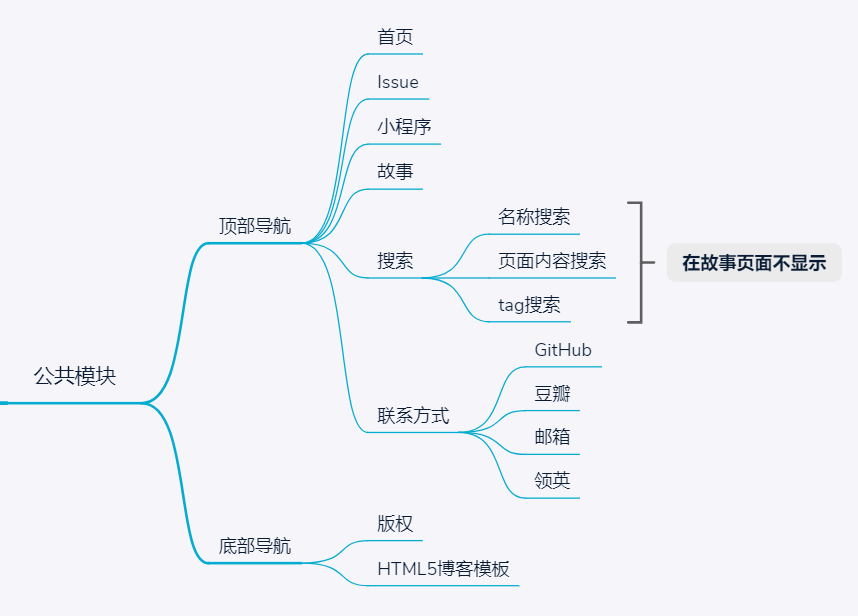 公共模块
顶部导航
首页
Issue
小程序
故事
搜索
名称搜索
页面内容搜索
tag搜索
在故事页面不显示
联系方式
GitHub
豆瓣
邮箱
领英
底部导航
版权
HTML5博客模板